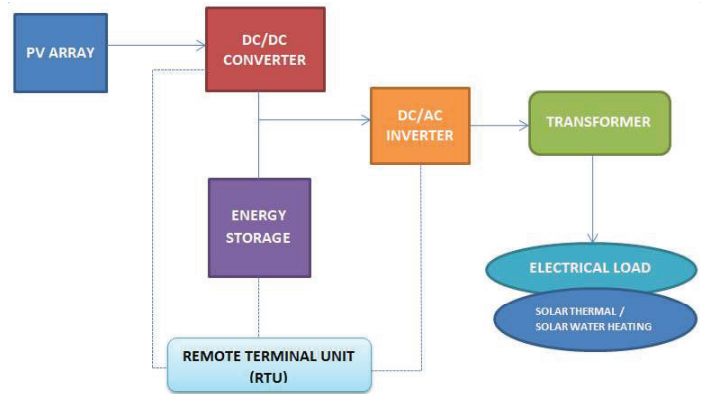 PV ARRAY
DC/DC
CONVERTER
DC/AC
INVERTER
TRANSFORMER
ENERGY
STORAGE
ELECTRICAL LOAD
SOLAR THERMAL /
SOLAR WATER HEATING
REMOTE TERMINAL UNIT
(RTU)